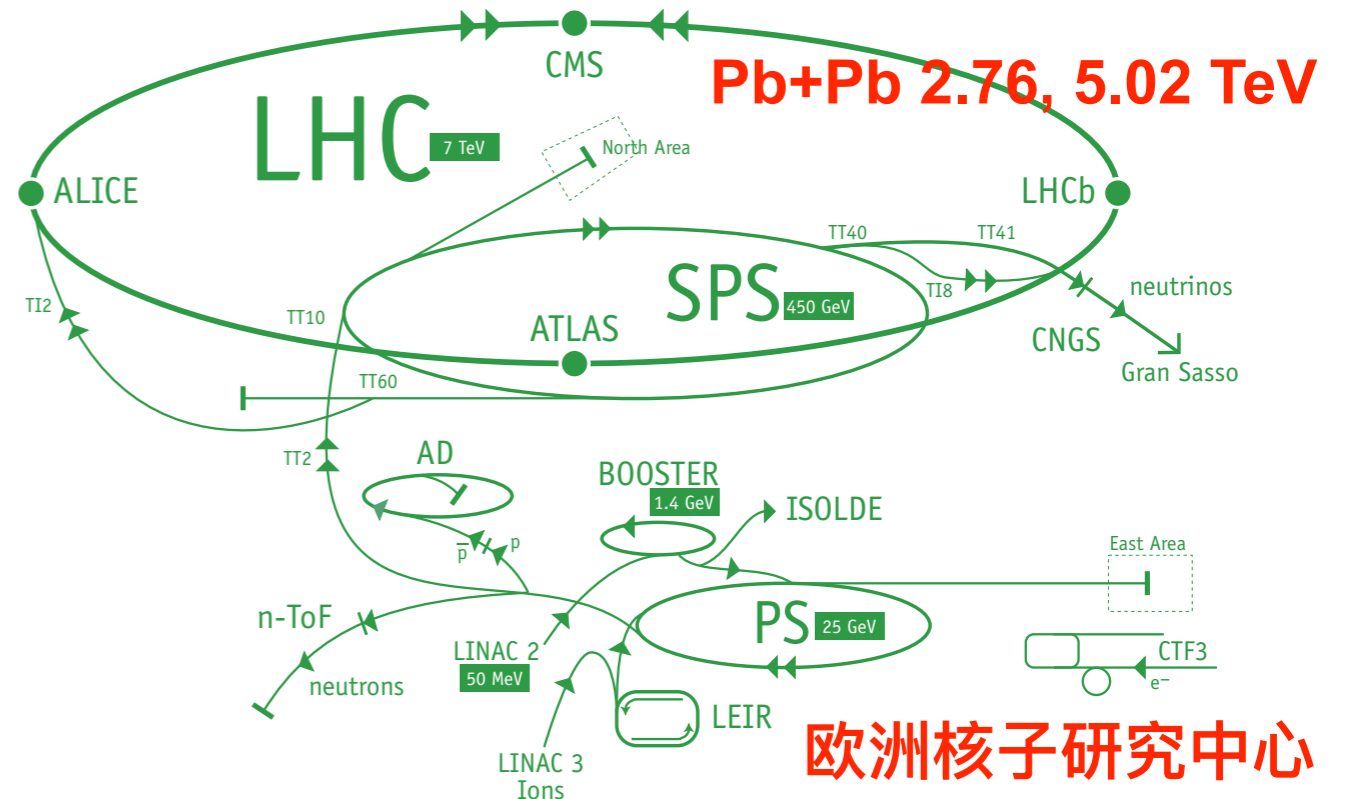 CMS
Pb+Pb 2.76, 5.02 TeV
LHC
7 TeV
North Area
ALICE
LHCb
TT40
TT41
SPS
450 GeV
TI8
neutrinos
TI2
TT10
ATLAS
CNGS
Gran Sasso
TT60
TT2
AD
BOOSTER
1.4 GeV
ISOLDE
p̅
p
East Area
n-ToF
PS
25 GeV
LINAC 2
50 MeV
CTF3
e⁻
neutrons
LEIR
欧洲核子研究中心
LINAC 3
Ions